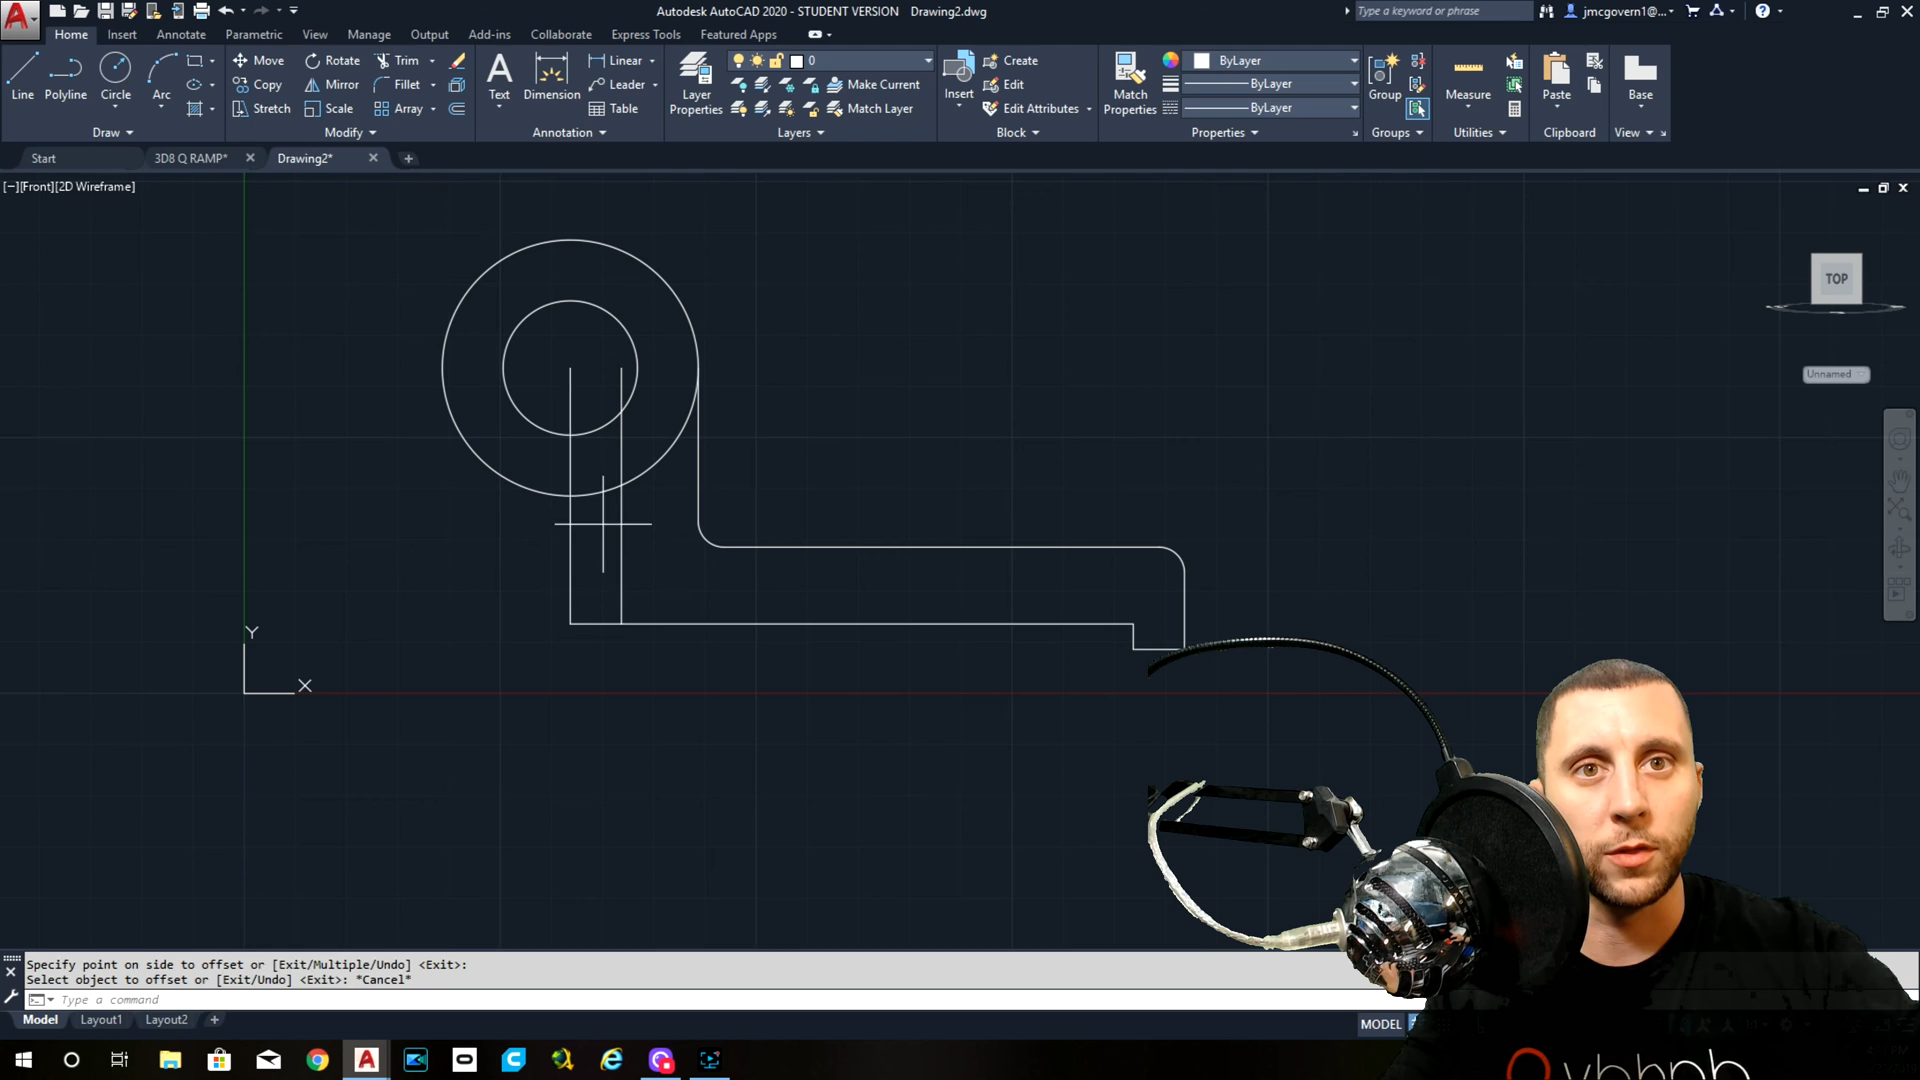 Autodesk AutoCAD 2020 - STUDENT VERSION Drawing2.dwg
Type a keyword or phrase
jmcgovern1@...
Home Insert Annotate Parametric View Manage Output Add-ins Collaborate Express Tools Featured Apps
Line Polyline Circle Arc
Move Rotate Trim
Copy Mirror Fillet
Stretch Scale Array
Text Dimension
Linear
Leader
Table
Layer Properties
0
Make Current
Match Layer
Insert
Create
Edit
Edit Attributes
Match Properties
ByLayer
ByLayer
ByLayer
Group Measure Paste Base
Draw Modify Annotation Layers Block Properties Groups Utilities Clipboard View
Start 3D8 Q RAMP* Drawing2*
[−][Front][2D Wireframe]
TOP
Unnamed
Y
X
Specify point on side to offset or [Exit/Multiple/Undo] <Exit>:
Select object to offset or [Exit/Undo] <Exit>: *Cancel*
Type a command
Model Layout1 Layout2
MODEL